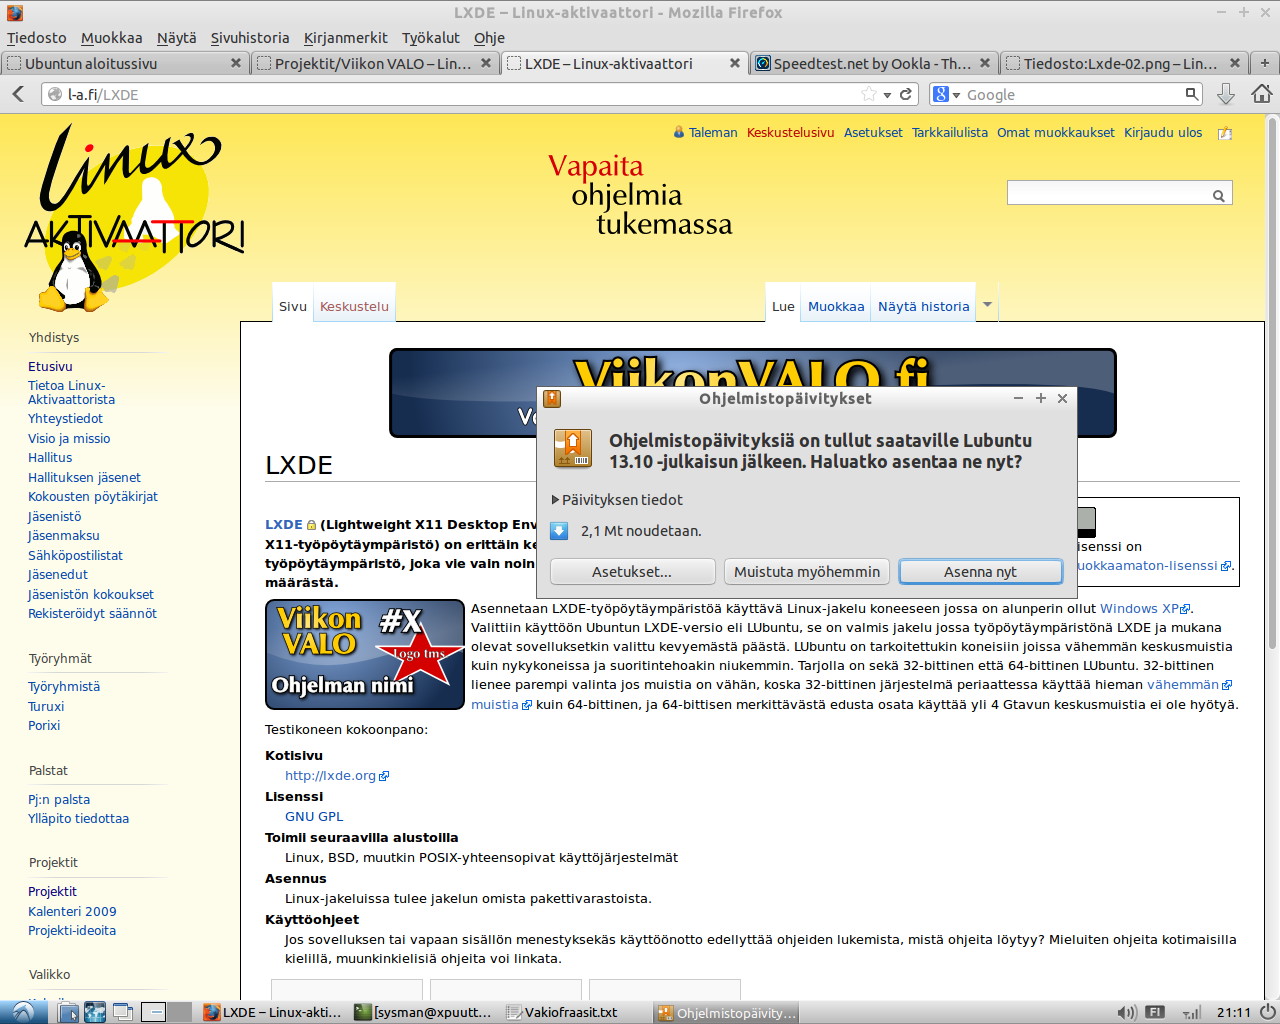 LXDE – Linux-aktivaattori - Mozilla Firefox
Tiedosto Muokkaa Näytä Sivuhistoria Kirjanmerkit Työkalut Ohje
Ubuntun aloitussivu
Projektit/Viikon VALO – Lin...
LXDE – Linux-aktivaattori
Speedtest.net by Ookla - Th...
Tiedosto:Lxde-02.png – Lin...
l-a.fi/LXDE
Google
Linux
AKTIVAATTORI
Vapaita
ohjelmia
tukemassa
Taleman Keskustelusivu Asetukset Tarkkailulista Omat muokkaukset Kirjaudu ulos
Sivu Keskustelu
Lue Muokkaa Näytä historia
Yhdistys
Etusivu
Tietoa Linux-
Aktivaattorista
Yhteystiedot
Visio ja missio
Hallitus
Hallituksen jäsenet
Kokousten pöytäkirjat
Jäsenistö
Jäsenmaksu
Sähköpostilistat
Jäsenedut
Jäsenistön kokoukset
Rekisteröidyt säännöt
Työryhmät
Työryhmistä
Turuxi
Porixi
Palstat
Pj:n palsta
Ylläpito tiedottaa
Projektit
Projektit
Kalenteri 2009
Projekti-ideoita
Valikko
ViikonVALO.fi
LXDE
Ohjelmistopäivitykset
Ohjelmistopäivityksiä on tullut saataville Lubuntu
13.10 -julkaisun jälkeen. Haluatko asentaa ne nyt?
Päivityksen tiedot
2,1 Mt noudetaan.
Asetukset... Muistuta myöhemmin Asenna nyt
LXDE (Lightweight X11 Desktop Env
X11-työpöytäympäristö) on erittäin ke
työpöytäympäristö, joka vie vain noin
määrästä.
isenssi on
uokkaamaton-lisenssi .
Viikon
VALO
#X
Logo tms
Ohjelman nimi
Asennetaan LXDE-työpöytäympäristöä käyttävä Linux-jakelu koneeseen jossa on alunperin ollut Windows XP.
Valittiin käyttöön Ubuntun LXDE-versio eli LUbuntu, se on valmis jakelu jossa työpöytäympäristönä LXDE ja mukana
olevat sovelluksetkin valittu kevyemästä päästä. LUbuntu on tarkoitettukin koneisiin joissa vähemmän keskusmuistia
kuin nykykoneissa ja suoritintehoakin niukemmin. Tarjolla on sekä 32-bittinen että 64-bittinen LUbuntu. 32-bittinen
lienee parempi valinta jos muistia on vähän, koska 32-bittinen järjestelmä periaattessa käyttää hieman vähemmän
muistia kuin 64-bittinen, ja 64-bittisen merkittävästä edusta osata käyttää yli 4 Gtavun keskusmuistia ei ole hyötyä.
Testikoneen kokoonpano:
Kotisivu
http://lxde.org
Lisenssi
GNU GPL
Toimii seuraavilla alustoilla
Linux, BSD, muutkin POSIX-yhteensopivat käyttöjärjestelmät
Asennus
Linux-jakeluissa tulee jakelun omista pakettivarastoista.
Käyttöohjeet
Jos sovelluksen tai vapaan sisällön menestyksekäs käyttöönotto edellyttää ohjeiden lukemista, mistä ohjeita löytyy? Mieluiten ohjeita kotimaisilla
kielillä, muunkinkielisiä ohjeita voi linkata.
LXDE – Linux-akti...
[sysman@xpuutt...
Vakiofraasit.txt
Ohjelmistopäivity...
FI
21:11